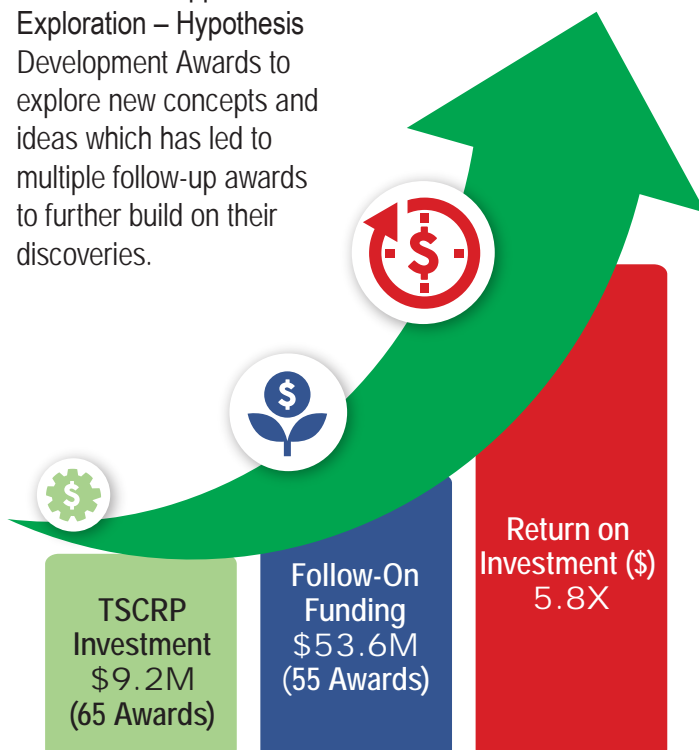 Exploration – Hypothesis
Development Awards to
explore new concepts and
ideas which has led to
multiple follow-up awards
to further build on their
discoveries.
$
$
$
TSCRP
Investment
$9.2M
(65 Awards)
Follow-On
Funding
$53.6M
(55 Awards)
Return on
Investment ($)
5.8X